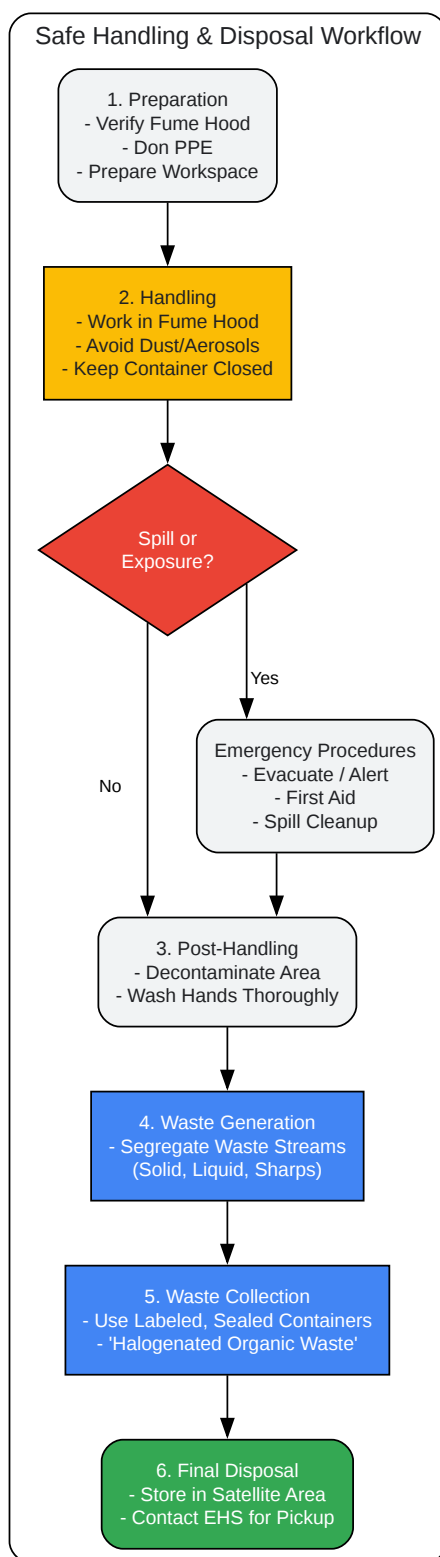 Safe Handling & Disposal Workflow
1. Preparation
- Verify Fume Hood
- Don PPE
- Prepare Workspace
2. Handling
- Work in Fume Hood
- Avoid Dust/Aerosols
- Keep Container Closed
Spill or
Exposure?
Yes
Emergency Procedures
- Evacuate / Alert
- First Aid
- Spill Cleanup
No
3. Post-Handling
- Decontaminate Area
- Wash Hands Thoroughly
4. Waste Generation
- Segregate Waste Streams
(Solid, Liquid, Sharps)
5. Waste Collection
- Use Labeled, Sealed Containers
- 'Halogenated Organic Waste'
6. Final Disposal
- Store in Satellite Area
- Contact EHS for Pickup